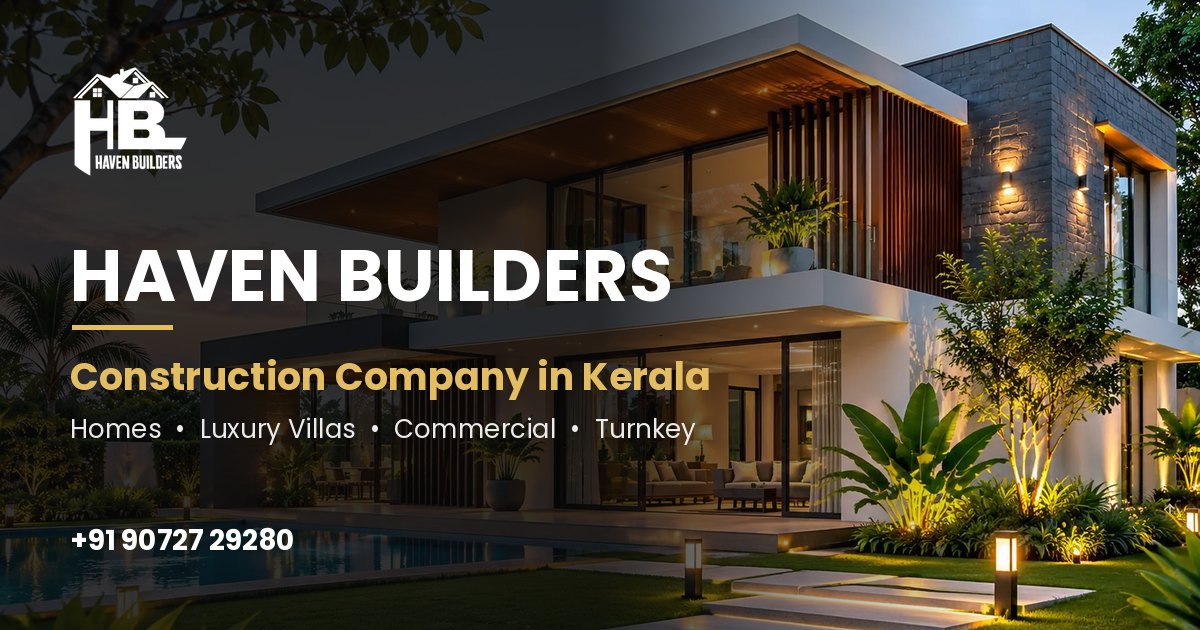 HB
HAVEN BUILDERS
HAVEN BUILDERS
Construction Company in Kerala
Homes • Luxury Villas • Commercial • Turnkey
+91 90727 29280